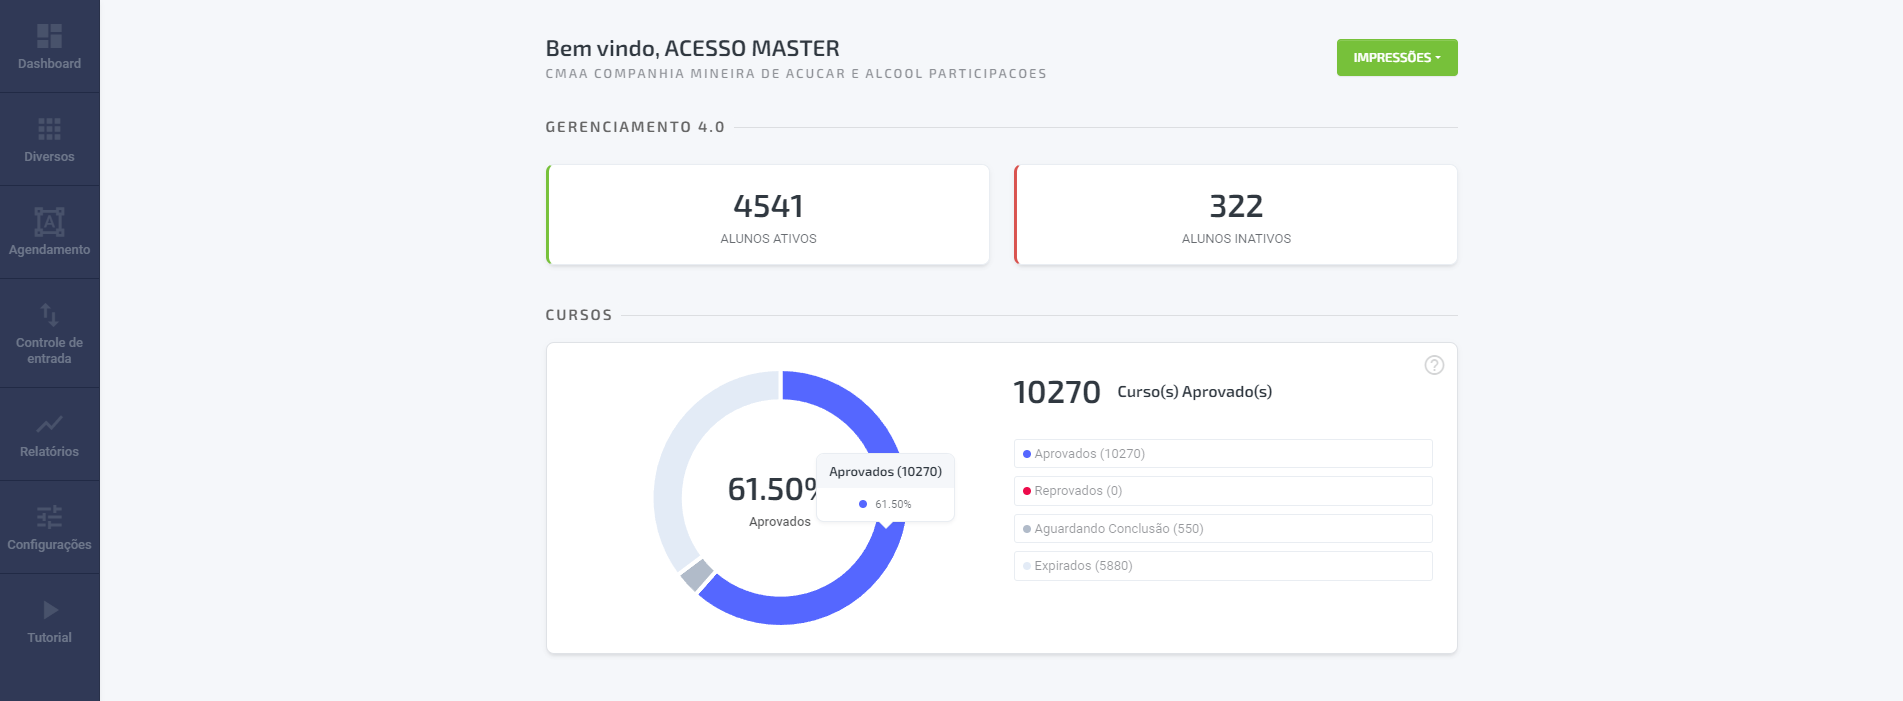 Dashboard
Diversos
A
Agendamento
Controle de
entrada
Relatórios
Configurações
Tutorial
Bem vindo, ACESSO MASTER
CMAA COMPANHIA MINEIRA DE ACUCAR E ALCOOL PARTICIPACOES
IMPRESSÕES
GERENCIAMENTO 4.0
4541
ALUNOS ATIVOS
322
ALUNOS INATIVOS
CURSOS
?
61.50%
Aprovados
Aprovados (10270)
61.50%
10270 Curso(s) Aprovado(s)
Aprovados (10270)
Reprovados (0)
Aguardando Conclusão (550)
Expirados (5880)